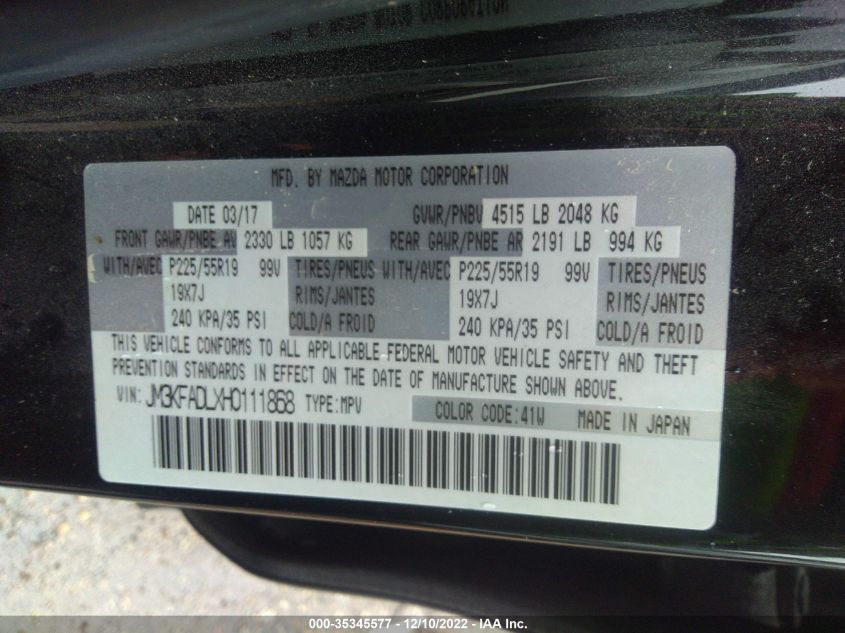 MFD. BY MAZDA MOTOR CORPORATION
DATE 03/17 GVWR/PNBV 4515 LB 2048 KG
FRONT GAWR/PNBE AV 2330 LB 1057 KG REAR GAWR/PNBE AR 2191 LB 994 KG
WITH/AVEC P225/55R19 99V TIRES/PNEUS WITH/AVEC P225/55R19 99V TIRES/PNEUS
19X7J RIMS/JANTES 19X7J RIMS/JANTES
240 KPA/35 PSI COLD/A FROID 240 KPA/35 PSI COLD/A FROID
THIS VEHICLE CONFORMS TO ALL APPLICABLE FEDERAL MOTOR VEHICLE SAFETY AND THEFT
PREVENTION STANDARDS IN EFFECT ON THE DATE OF MANUFACTURE SHOWN ABOVE.
VIN: JM3KFADLXH0111868 TYPE:MPV COLOR CODE:41W MADE IN JAPAN
000-35345577 - 12/10/2022 - IAA Inc.